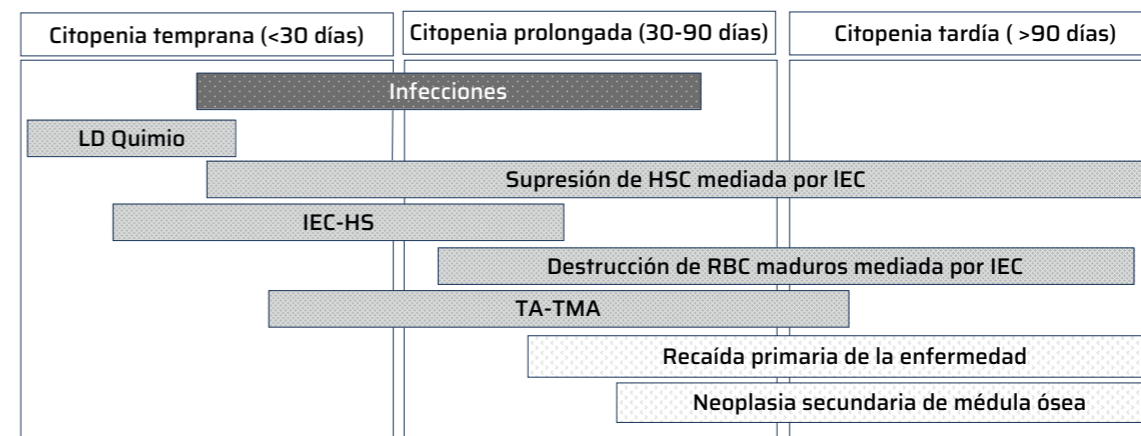 Citopenia temprana (<30 días)
Citopenia prolongada (30-90 días)
Citopenia tardía ( >90 días)
Infecciones
LD Quimio
Supresión de HSC mediada por IEC
IEC-HS
Destrucción de RBC maduros mediada por IEC
TA-TMA
Recaída primaria de la enfermedad
Neoplasia secundaria de médula ósea